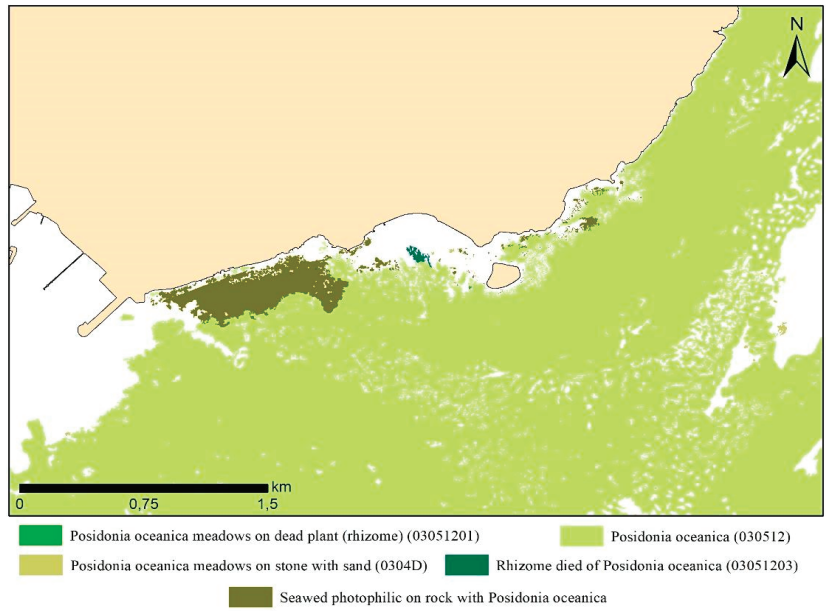 N
km
0 0,75 1,5
Posidonia oceanica meadows on dead plant (rhizome) (03051201)
Posidonia oceanica (030512)
Posidonia oceanica meadows on stone with sand (0304D)
Rhizome died of Posidonia oceanica (03051203)
Seawed photophilic on rock with Posidonia oceanica